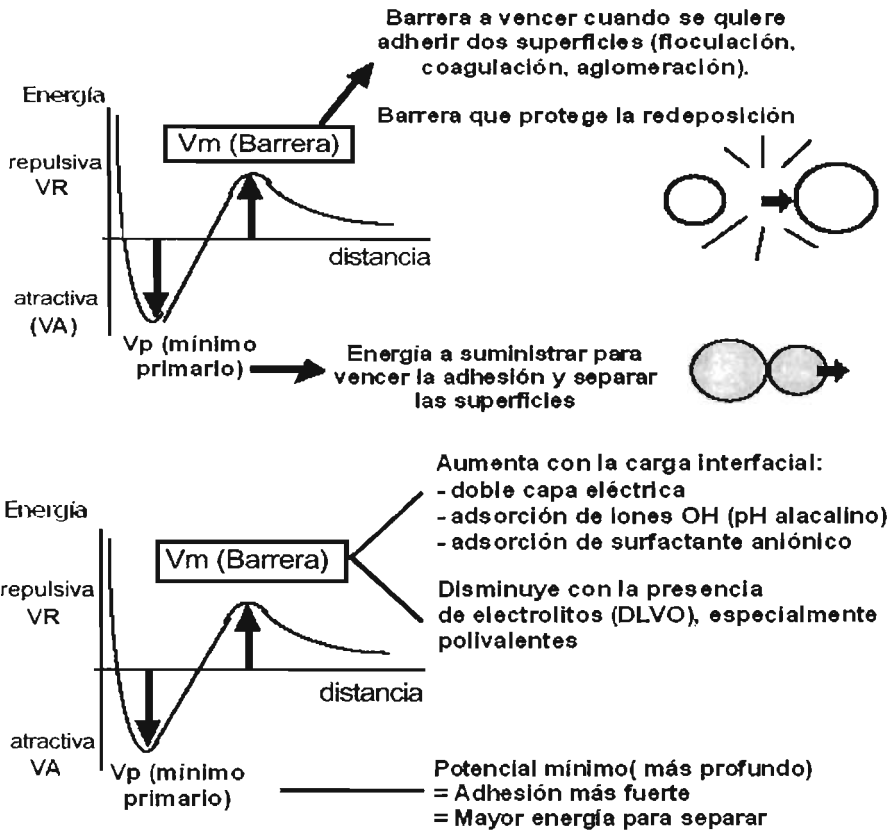 Barrera a vencer cuando se quiere
adherir dos superficies (floculación,
coagulación, aglomeración).
Energía
Barrera que protege la redeposición
Vm (Barrera)
repulsiva
VR
distancia
atractiva
(VA)
Vp (mínimo
primario)
Energía a suministrar para
vencer la adhesión y separar
las superficies
Aumenta con la carga interfacial:
- doble capa eléctrica
- adsorción de iones OH (pH alacalino)
- adsorción de surfactante aniónico
Energía
Vm (Barrera)
repulsiva
VR
Disminuye con la presencia
de electrolitos (DLVO), especialmente
polivalentes
distancia
atractiva
VA
Vp (mínimo
primario)
Potencial mínimo( más profundo)
= Adhesión más fuerte
= Mayor energía para separar